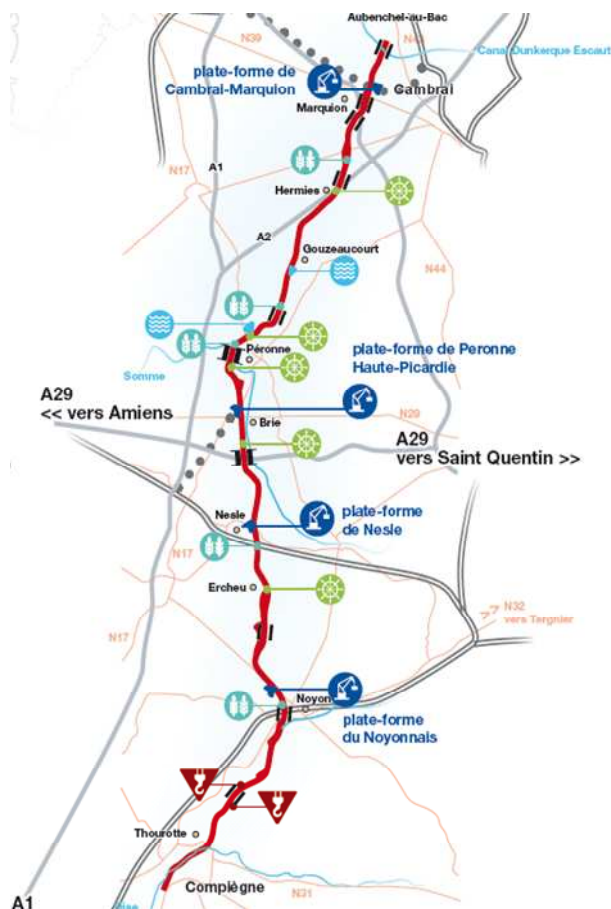 Aubenchel-au-Bac
N39
N43
Canal Dunkerque Escaut
plate-forme de
Cambrai-Marquion
Cambrai
Marquion
N17
A1
Hermies
A2
Gouzeaucourt
N44
Péronne
plate-forme de Peronne
Haute-Picardie
Somme
A29
<< vers Amiens
N29
Brie
A29
vers Saint Quentin >>
Nesle
plate-forme
de Nesle
N17
Ercheu
N32
vers Tergnier
N17
Noyon
plate-forme
du Noyonnais
Thourotte
Compiègne
N31
A1